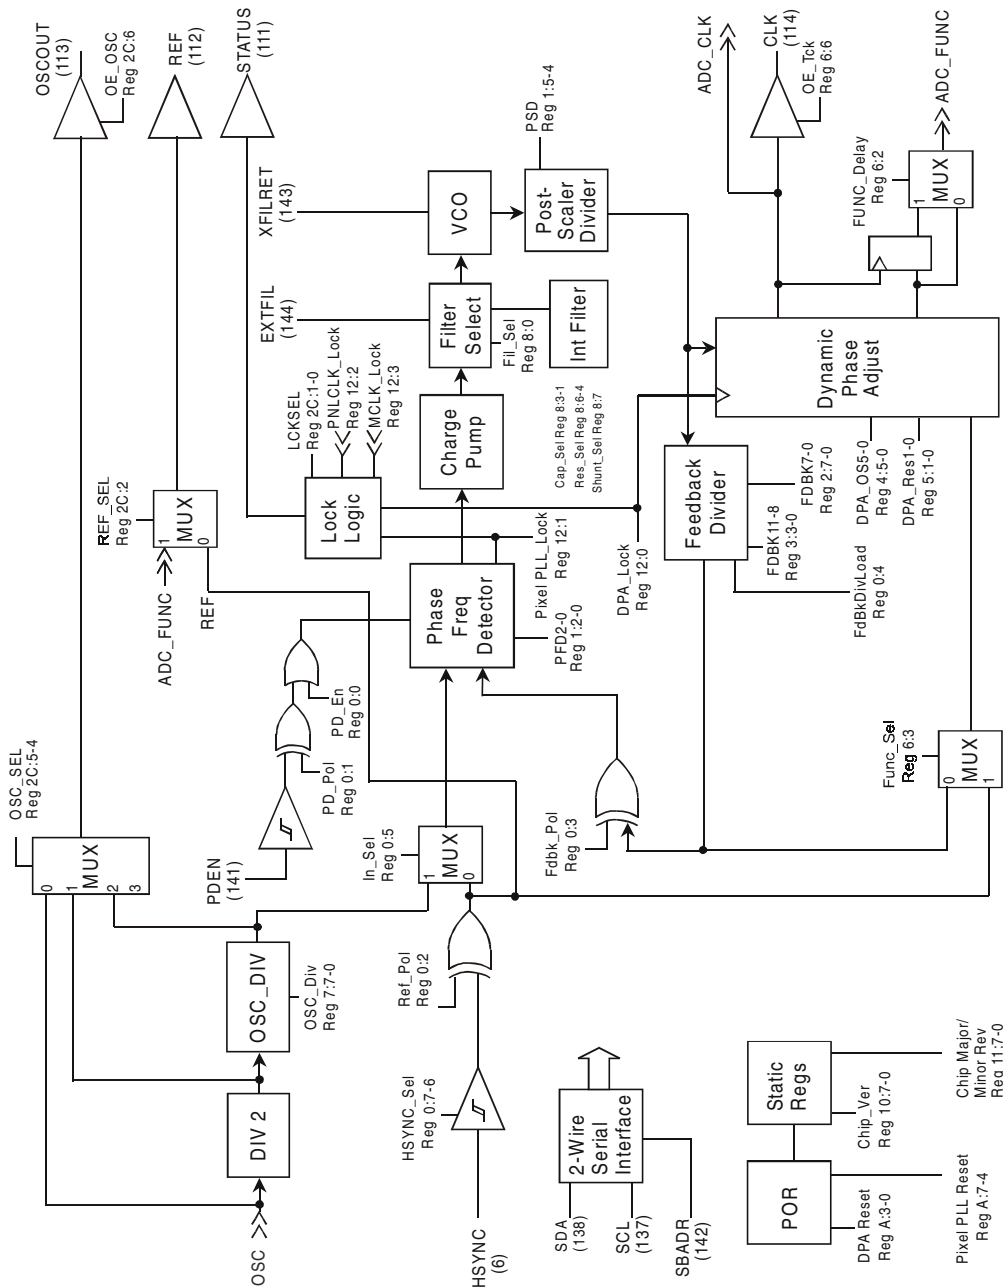 OSCOUT
(113)
OE_OSC
Reg 2C:6
REF
(112)
STATUS
(111)
ADC_CLK
CLK
(114)
OE_Tck
Reg 6:6
ADC_FUNC
XFILRET
(143)
PSD
Reg 1:5-4
VCO
Post-
Scaler
Divider
FUNC_Delay
Reg 6:2
MUX
1
0
EXTFIL
(144)
Filter
Select
Fil_Sel
Reg 8:0
Int Filter
LCKSEL
Reg 2C:1-0
PNLCLK_Lock
Reg 12:2
MCLK_Lock
Reg 12:3
Charge
Pump
Cap_Sel Reg 8:3-1
Res_Sel Reg 8:6-4
Shunt_Sel Reg 8:7
Dynamic
Phase
Adjust
REF_SEL
Reg 2C:2
MUX
1
0
ADC_FUNC
REF
Lock
Logic
Pixel PLL_Lock
Reg 12:1
DPA_Lock
Reg 12:0
Feedback
Divider
FDBK7-0
Reg 2:7-0
FDBK11-8
Reg 3:3-0
FdBkDivLoad
Reg 0:4
DPA_OS5-0
Reg 4:5-0
DPA_Res1-0
Reg 5:1-0
Phase
Freq
Detector
PFD2-0
Reg 1:2-0
PD_En
Reg 0:0
PD_Pol
Reg 0:1
PDEN
(141)
OSC_SEL
Reg 2C:5-4
MUX
0
1
2
3
In_Sel
Reg 0:5
MUX
1
0
Fdbk_Pol
Reg 0:3
Func_Sel
Reg 6:3
MUX
0
1
OSC
DIV 2
OSC_DIV
OSC_Div
Reg 7:7-0
Ref_Pol
Reg 0:2
HSYNC_Sel
Reg 0:7-6
HSYNC
(6)
2-Wire
Serial
Interface
SDA
(138)
SCL
(137)
SBADR
(142)
POR
DPA Reset
Reg A:3-0
Pixel PLL Reset
Reg A:7-4
Static
Regs
Chip_Ver
Reg 10:7-0
Chip Major/
Minor Rev
Reg 11:7-0